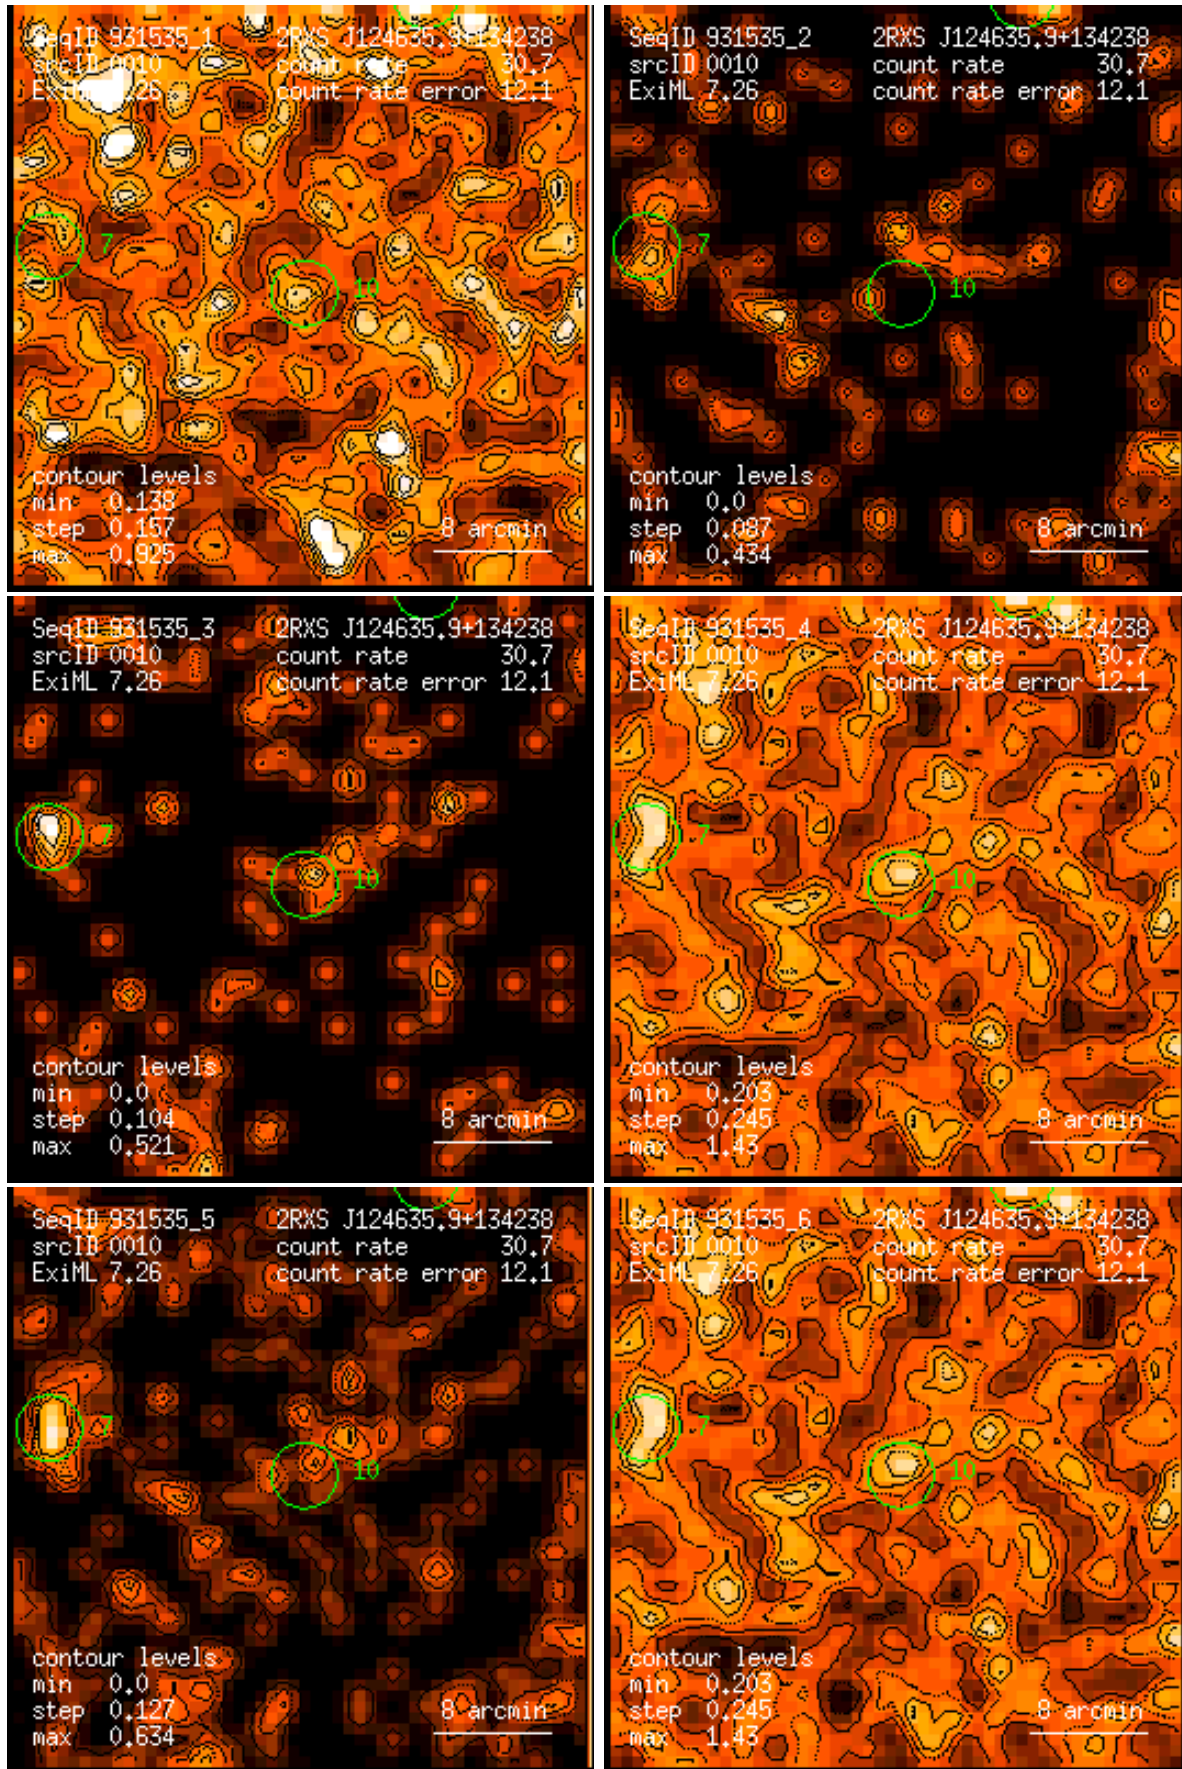 SeqID 931535_1 2RXS J124635.9+134238
srcID 0010 count rate 30.7
ExiML 7.26 count rate error 12.1
7
10
contour levels
min 0.138
step 0.157 8 arcmin
max 0.925
SeqID 931535_2 2RXS J124635.9+134238
srcID 0010 count rate 30.7
ExiML 7.26 count rate error 12.1
7
10
contour levels
min 0.0
step 0.087 8 arcmin
max 0.434
SeqID 931535_3 2RXS J124635.9+134238
srcID 0010 count rate 30.7
ExiML 7.26 count rate error 12.1
7
10
contour levels
min 0.0
step 0.104 8 arcmin
max 0.521
SeqID 931535_4 2RXS J124635.9+134238
srcID 0010 count rate 30.7
ExiML 7.26 count rate error 12.1
7
10
contour levels
min 0.203
step 0.245 8 arcmin
max 1.43
SeqID 931535_5 2RXS J124635.9+134238
srcID 0010 count rate 30.7
ExiML 7.26 count rate error 12.1
7
10
contour levels
min 0.0
step 0.127 8 arcmin
max 0.634
SeqID 931535_6 2RXS J124635.9+134238
srcID 0010 count rate 30.7
ExiML 7.26 count rate error 12.1
7
10
contour levels
min 0.203
step 0.245 8 arcmin
max 1.43